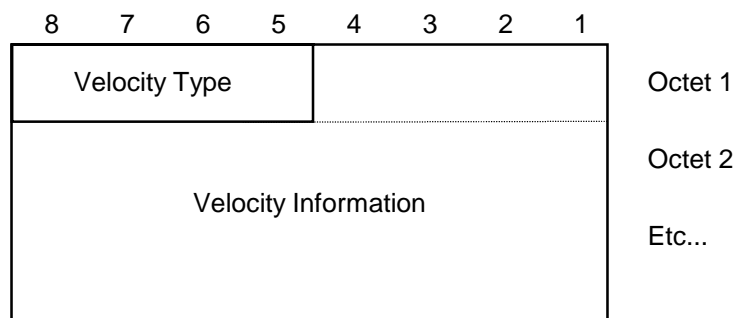 8 7 6 5 4 3 2 1
Velocity Type Octet 1
Octet 2
Velocity Information
Etc...